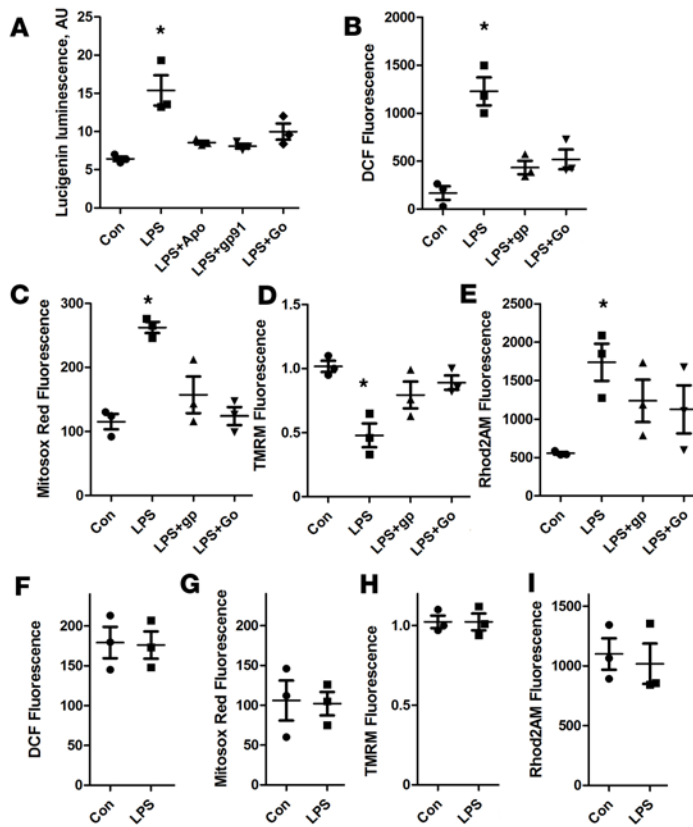 A
Lucigenin luminescence, AU
25
20
15
10
5
0
*
Con
LPS
LPS+Apo
LPS+gp91
LPS+Go
B
DCF Fluorescence
2000
1500
1000
500
0
*
Con
LPS
LPS+gp
LPS+Go
C
Mitosox Red Fluorescence
300
200
100
0
*
Con
LPS
LPS+gp
LPS+Go
D
TMRM Fluorescence
1.5
1.0
0.5
0.0
*
Con
LPS
LPS+gp
LPS+Go
E
Rhod2AM Fluorescence
2500
2000
1500
1000
500
0
*
Con
LPS
LPS+gp
LPS+Go
F
DCF Fluorescence
200
150
100
50
0
Con
LPS
G
Mitosox Red Fluorescence
200
150
100
50
0
Con
LPS
H
TMRM Fluorescence
1.0
0.5
0.0
Con
LPS
I
Rhod2AM Fluorescence
1500
1000
500
0
Con
LPS